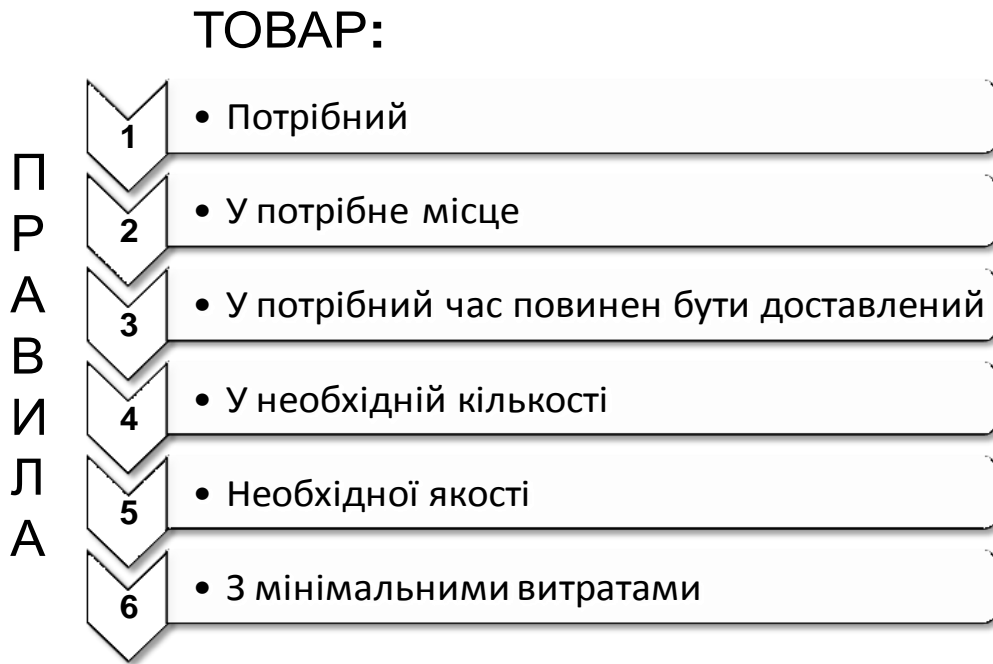 ТОВАР:
ПРАВИЛА
1
• Потрібний
2
• У потрібне місце
3
• У потрібний час повинен бути доставлений
4
• У необхідній кількості
5
• Необхідної якості
6
• З мінімальними витратами